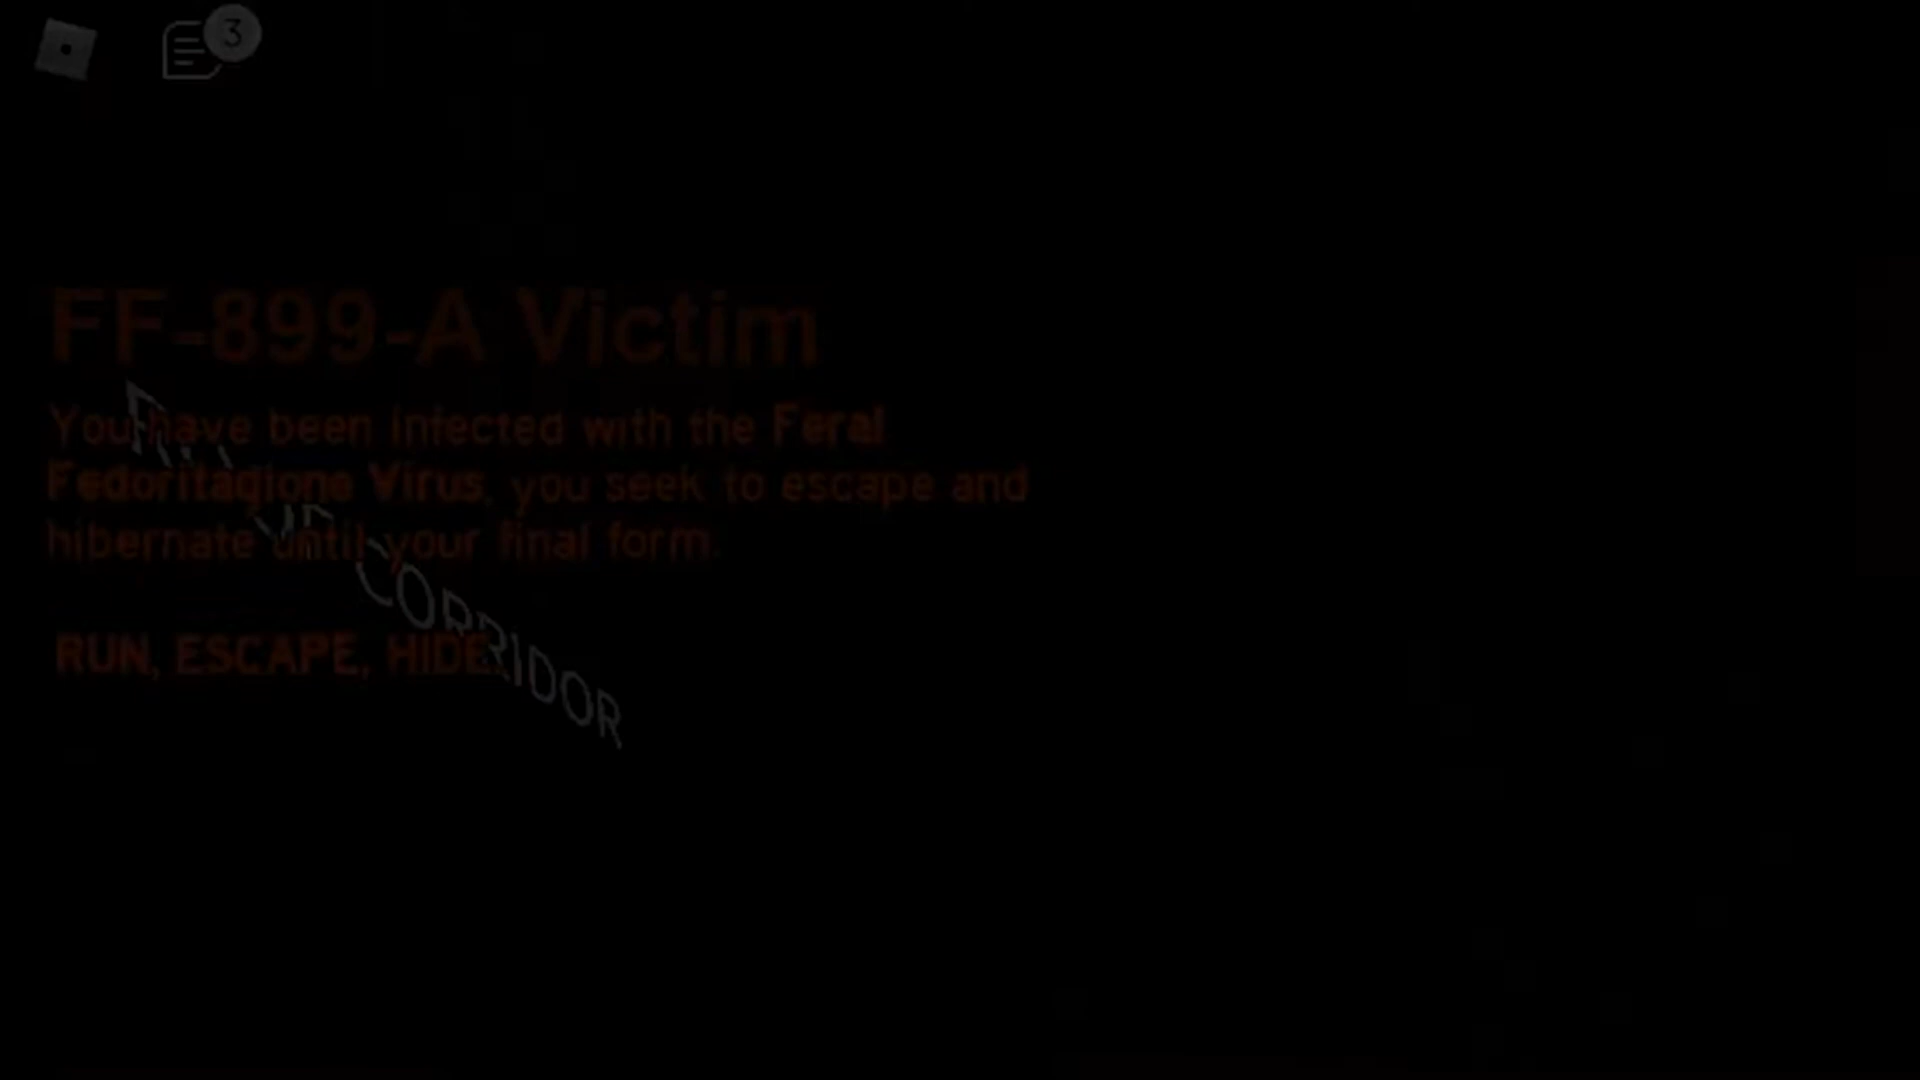 3
FF-899-A Victim
You have been infected with the Feral
Fedoritagione Virus, you seek to escape and
hibernate until your final form.
RUN, ESCAPE, HIDE.
CORRIDOR